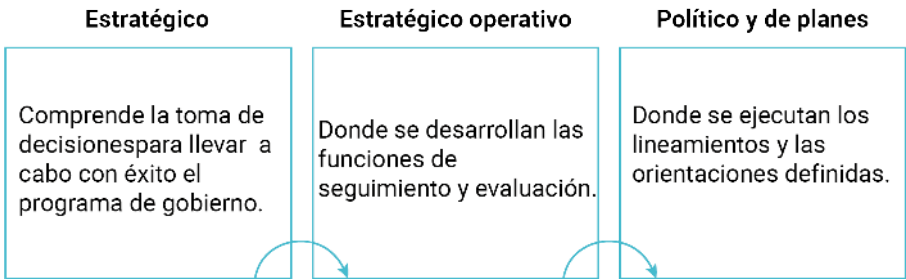 Estratégico
Comprende la toma de
decisionespara llevar a
cabo con éxito el
programa de gobierno.
Estratégico operativo
Donde se desarrollan las
funciones de
seguimiento y evaluación.
Político y de planes
Donde se ejecutan los
lineamientos y las
orientaciones definidas.